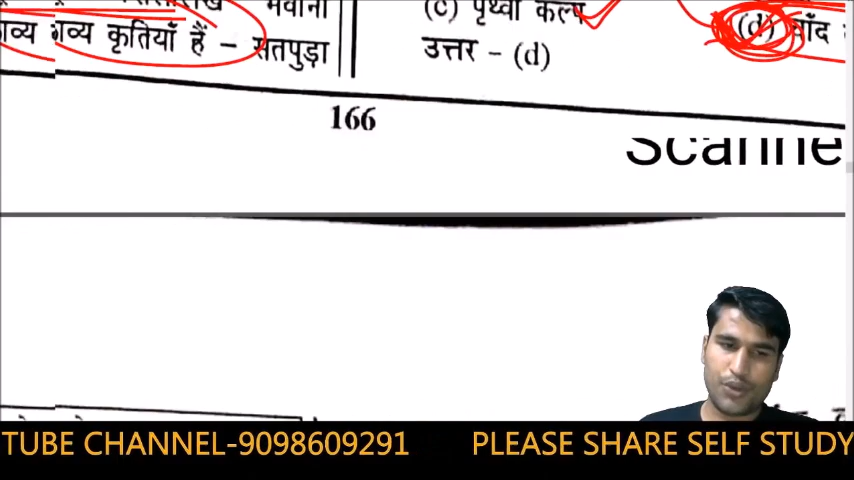 भवानी
काव्य कृतियाँ हैं – सतपुड़ा
(c) पृथ्वी कल्प
उत्तर - (d)
(d) चाँद
166
Scanne
TUBE CHANNEL-9098609291 PLEASE SHARE SELF STUDY